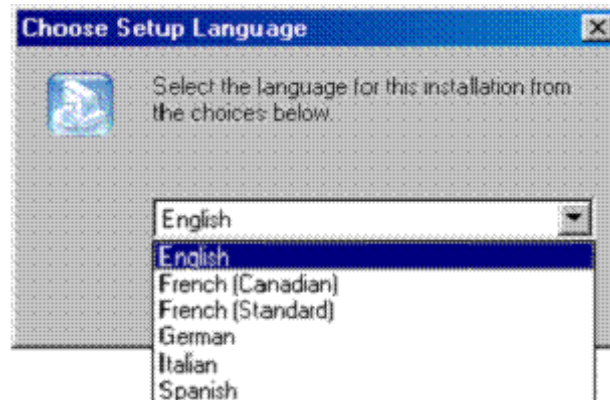 Choose Setup Language
Select the language for this installation from
the choices below.
English
English
French (Canadian)
French (Standard)
German
Italian
Spanish